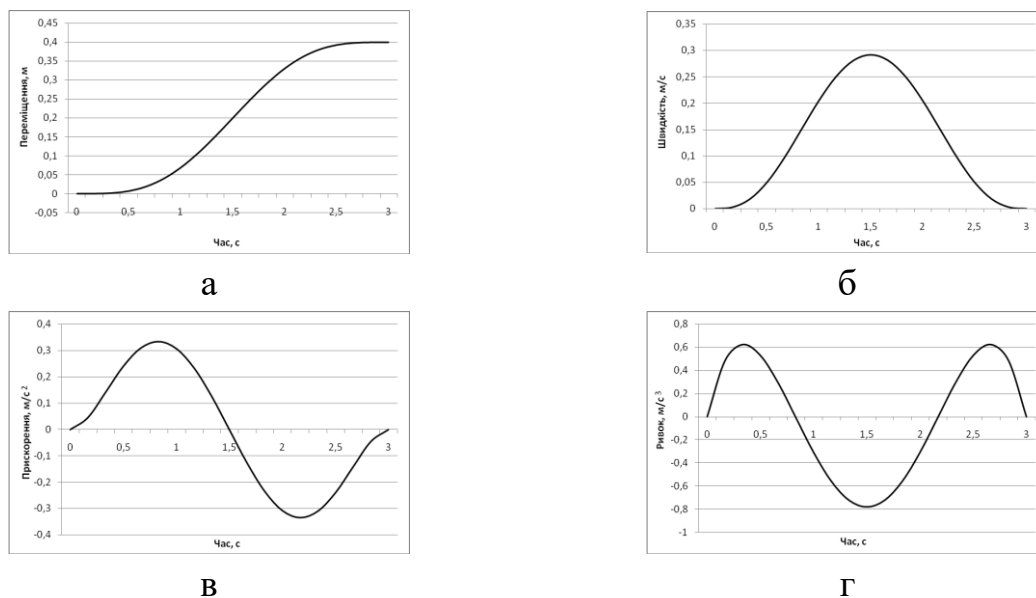 0,45
0,4
0,35
0,3
0,25
0,2
0,15
0,1
0,05
0
-0,05
Переміщення, м
0 0,5 1 1,5 2 2,5 3
Час, с
а
0,35
0,3
0,25
0,2
0,15
0,1
0,05
0
Швидкість, м/с
0 0,5 1 1,5 2 2,5 3
Час, с
б
0,4
0,3
0,2
0,1
0
-0,1
-0,2
-0,3
-0,4
Прискорення, м/с ²
0 0,5 1 1,5 2 2,5 3
Час, с
в
0,8
0,6
0,4
0,2
0
-0,2
-0,4
-0,6
-0,8
-1
Ривок, м/с ³
0 0,5 1 1,5 2 2,5 3
Час, с
г